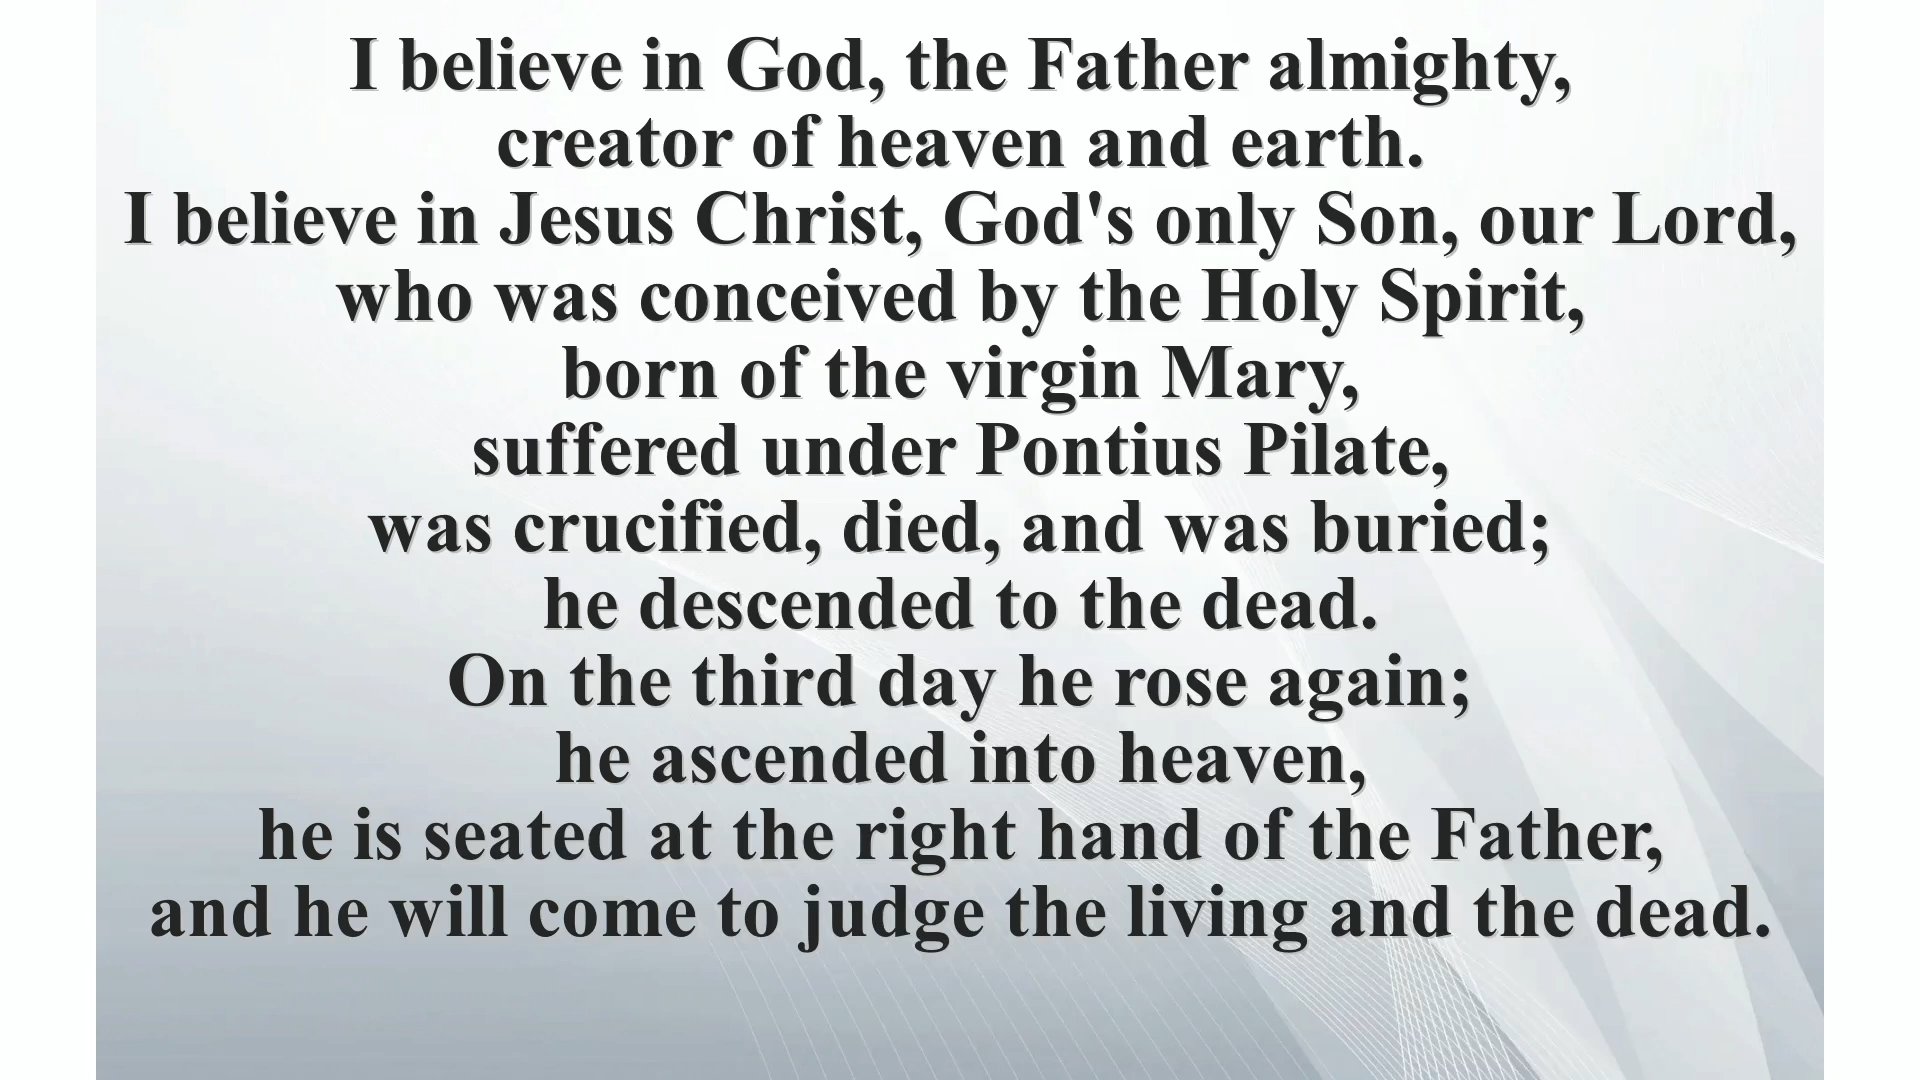 I believe in God, the Father almighty,
creator of heaven and earth.
I believe in Jesus Christ, God's only Son, our Lord,
who was conceived by the Holy Spirit,
born of the virgin Mary,
suffered under Pontius Pilate,
was crucified, died, and was buried;
he descended to the dead.
On the third day he rose again;
he ascended into heaven,
he is seated at the right hand of the Father,
and he will come to judge the living and the dead.